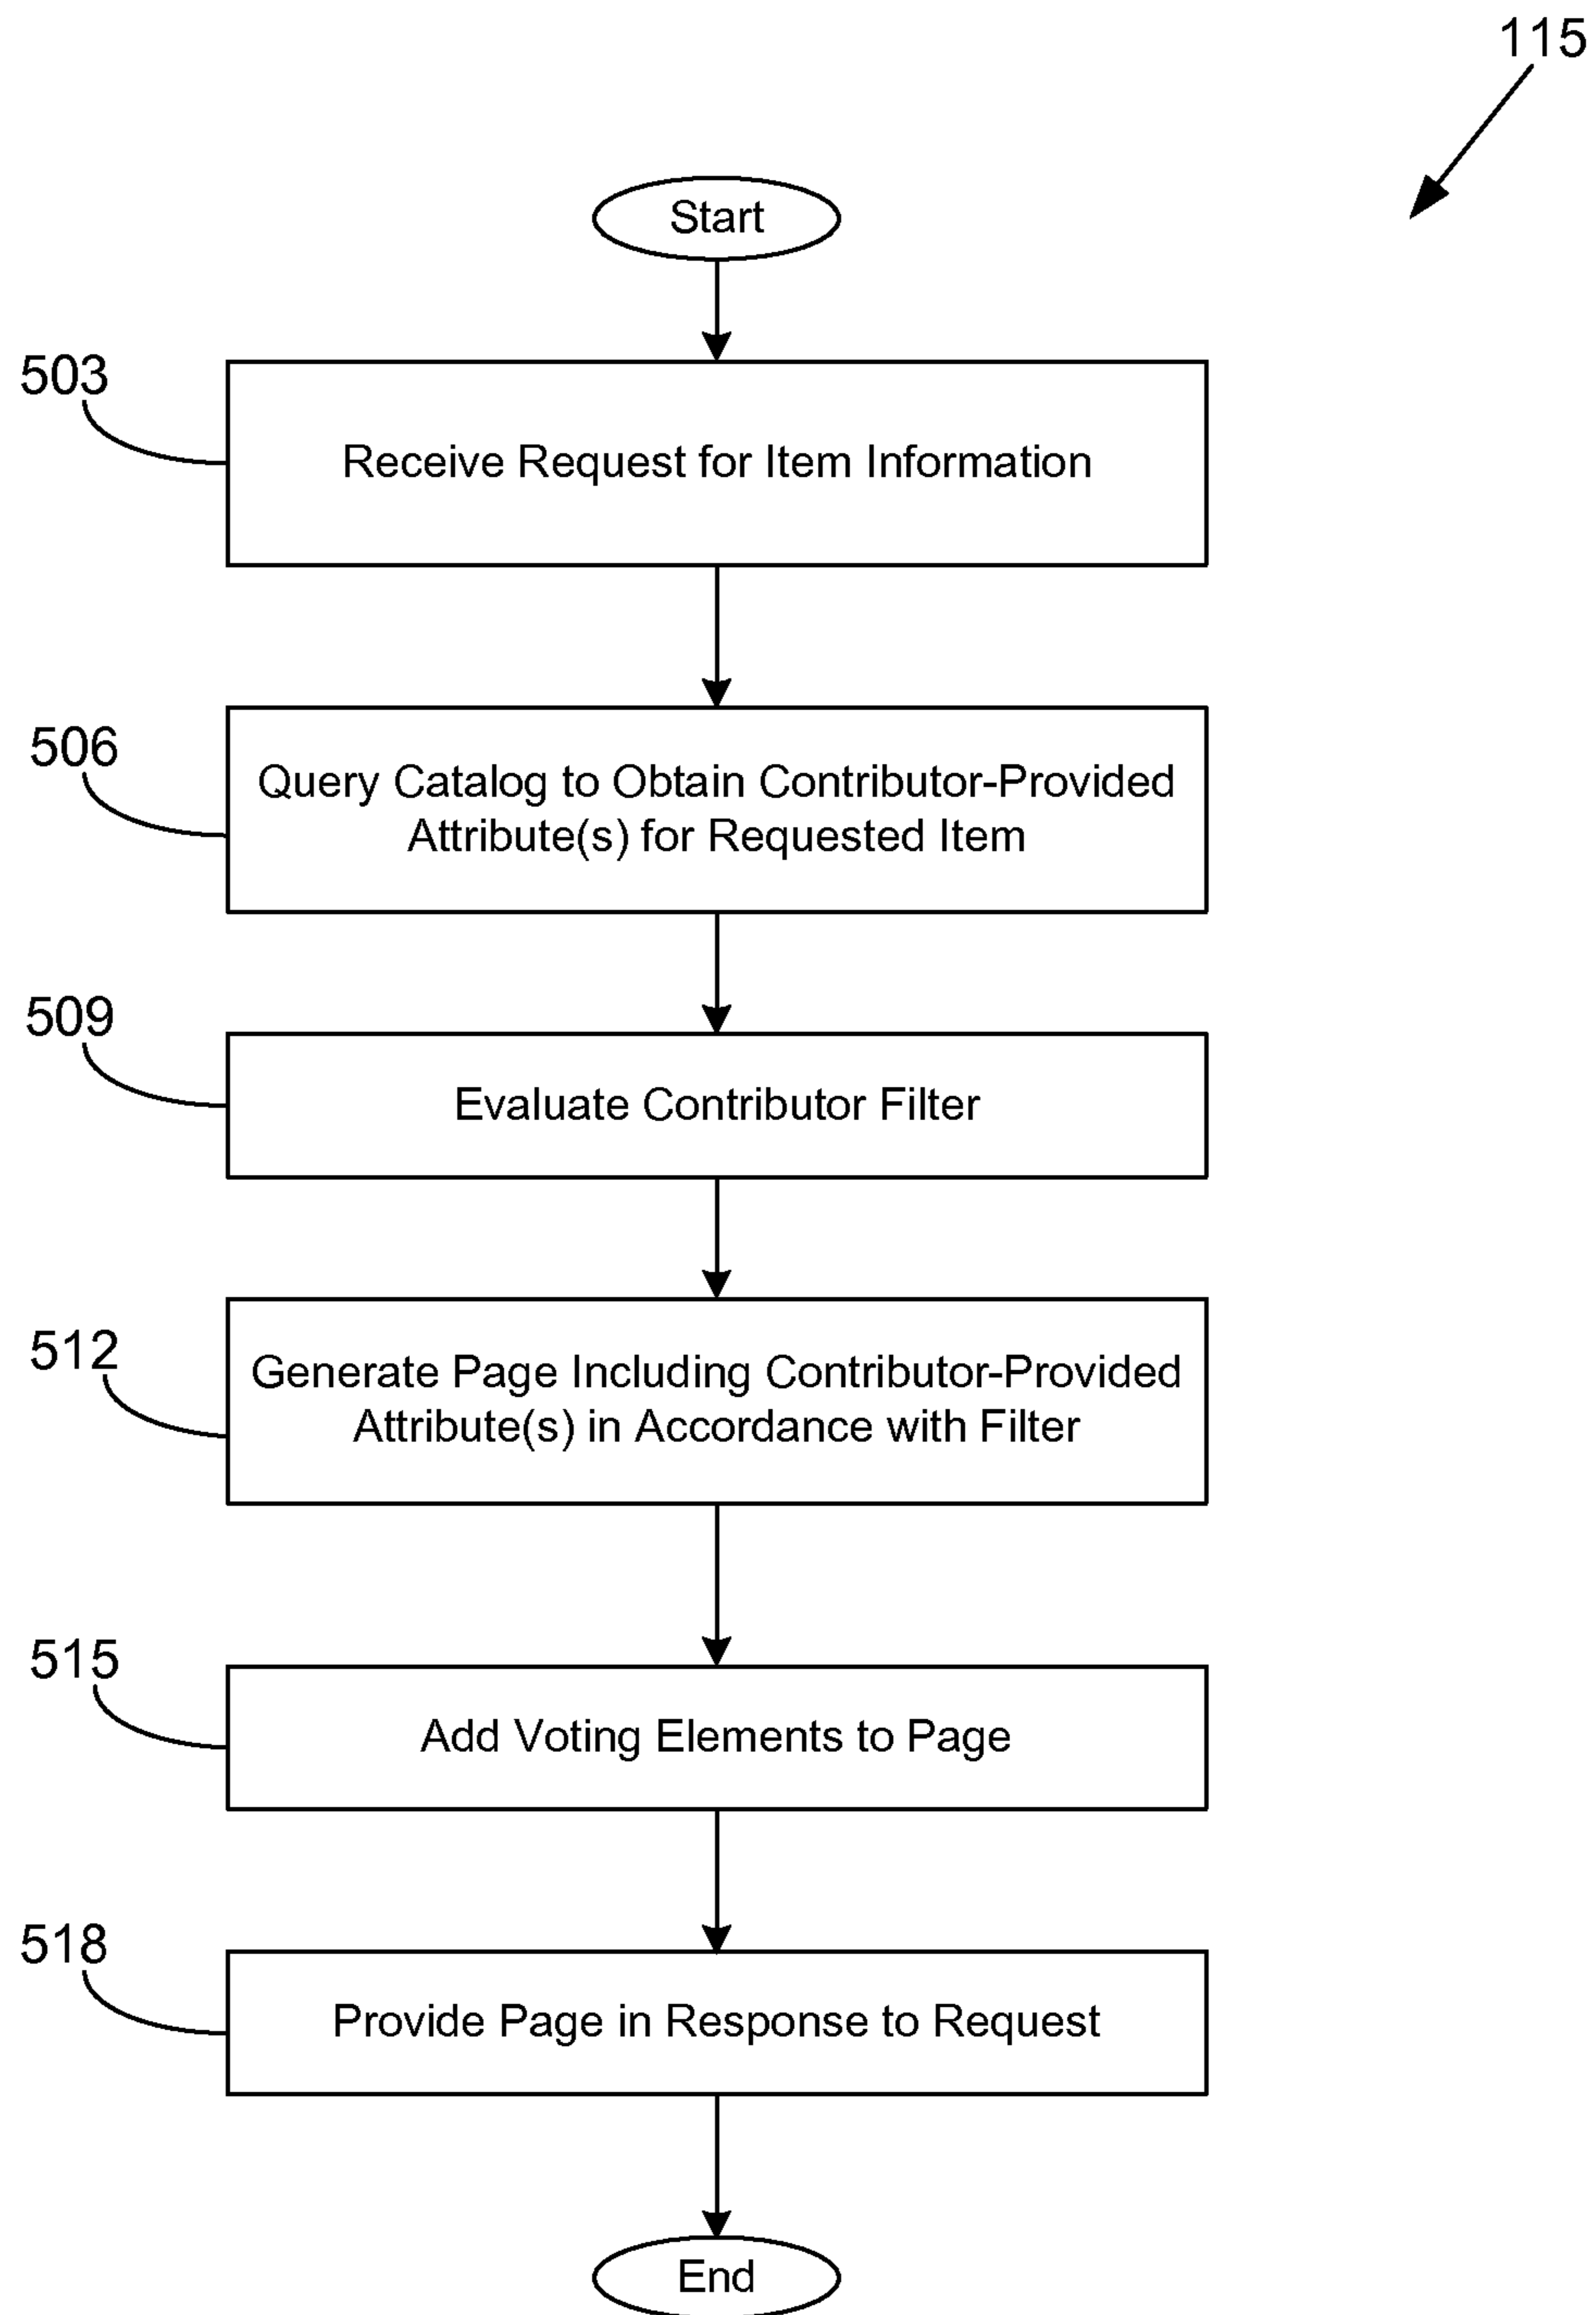 115
Start
503
Receive Request for Item Information
506
Query Catalog to Obtain Contributor-Provided
Attribute(s) for Requested Item
509
Evaluate Contributor Filter
512
Generate Page Including Contributor-Provided
Attribute(s) in Accordance with Filter
515
Add Voting Elements to Page
518
Provide Page in Response to Request
End